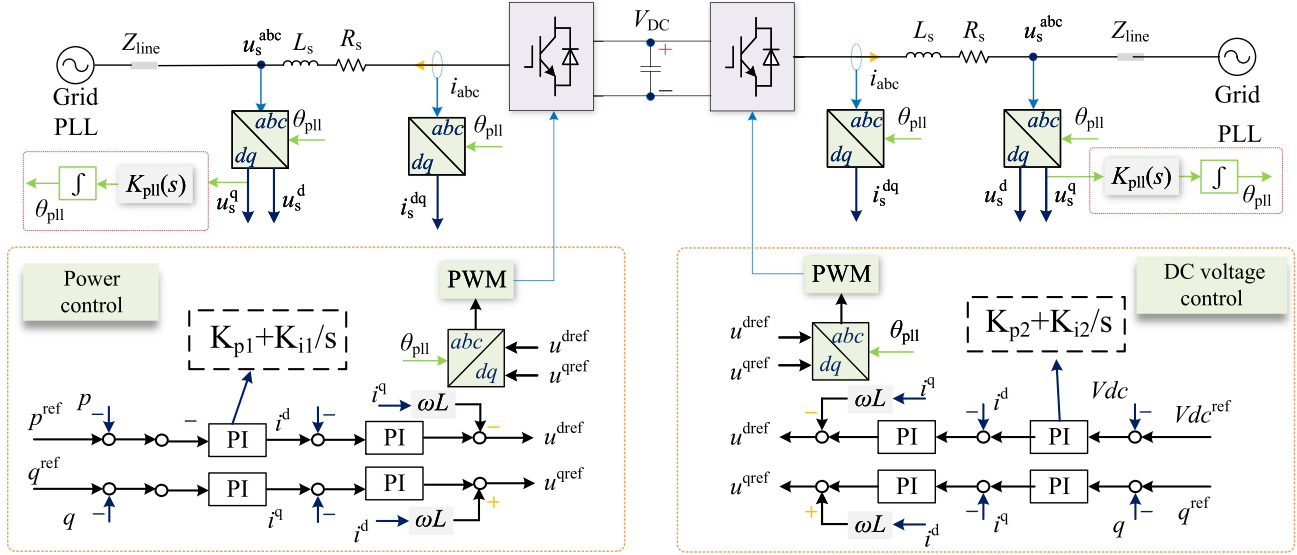 Z_line u_s^abc L_s R_s V_DC L_s R_s u_s^abc Z_line
+
i_abc i_abc
−
Grid Grid
PLL PLL
abc θ_pll abc θ_pll abc θ_pll abc θ_pll
dq dq dq dq
∫ K_pll(s) K_pll(s) ∫
θ_pll u_s^q u_s^d i_s^dq i_s^dq u_s^d u_s^q θ_pll
Power
control
PWM
K_p1+K_i1/s
θ_pll abc u^dref
dq u^qref
p i^q ωL
− − −
p^ref − PI i^d PI u^dref
q^ref PI PI u^qref
q − i^q − +
i^d ωL
DC voltage
control
PWM
K_p2+K_i2/s
u^dref abc θ_pll
u^qref dq
ωL i^q i^d Vdc
− − −
u^dref PI PI Vdc^ref
u^qref PI PI
+ − i^q − q q^ref
ωL i^d